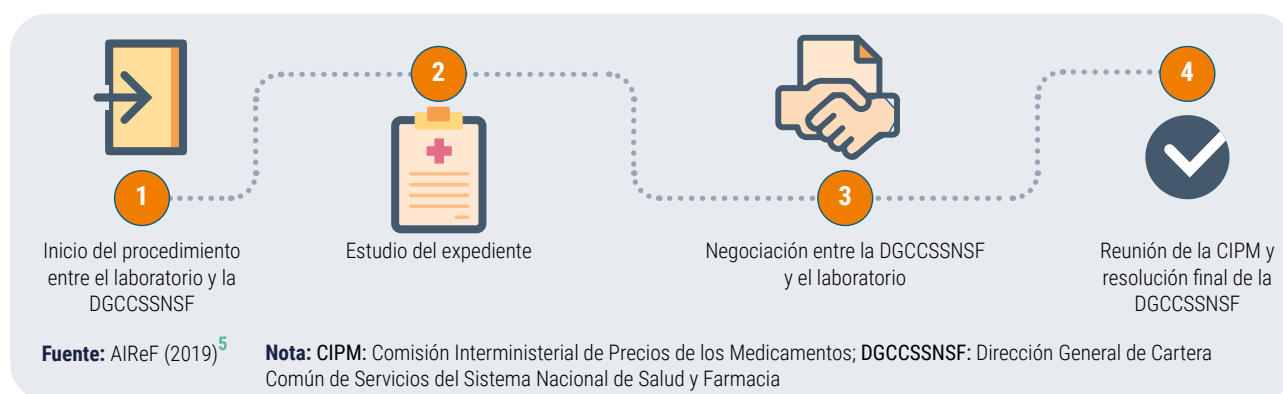 1
Inicio del procedimiento
entre el laboratorio y la
DGCCSSNSF
2
Estudio del expediente
3
Negociación entre la DGCCSSNSF
y el laboratorio
4
Reunión de la CIPM y
resolución final de la
DGCCSSNSF
Fuente: AIReF (2019)5
Nota: CIPM: Comisión Interministerial de Precios de los Medicamentos; DGCCSSNSF: Dirección General de Cartera
Común de Servicios del Sistema Nacional de Salud y Farmacia